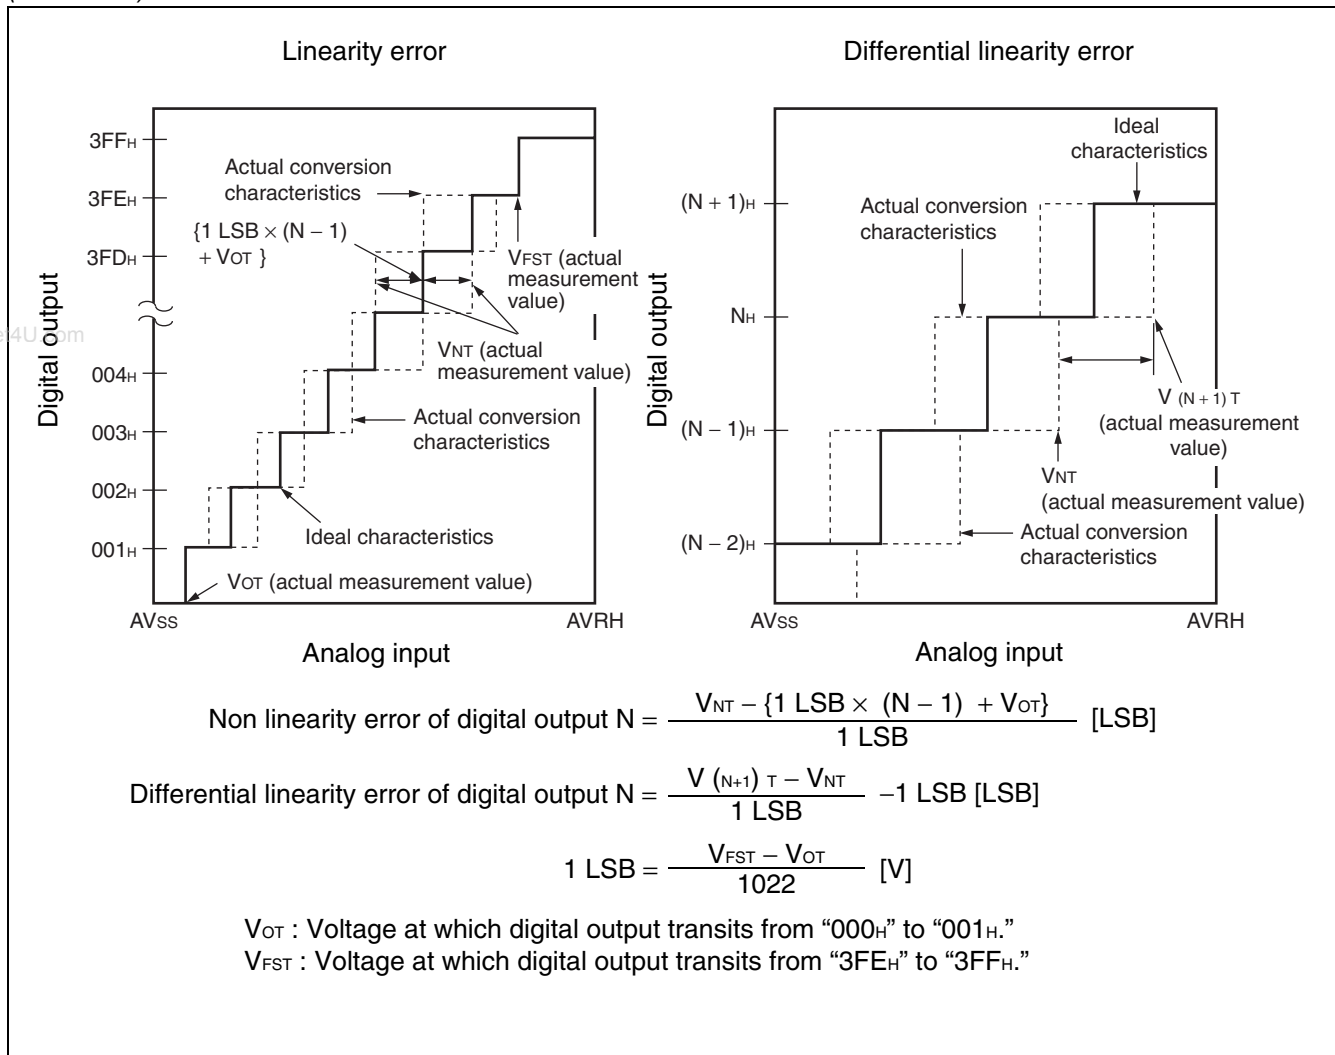 Linearity error
3FFH
3FEH
3FDH
004H
003H
002H
001H
Digital output
Actual conversion
characteristics
{1 LSB × (N – 1)
+ VOT }
VFST (actual
measurement
value)
VNT (actual
measurement value)
Actual conversion
characteristics
Ideal characteristics
VOT (actual measurement value)
AVSS
AVRH
Analog input
Differential linearity error
(N + 1)H
NH
(N – 1)H
(N – 2)H
Digital output
Ideal
characteristics
Actual conversion
characteristics
V (N + 1) T
(actual measurement
value)
VNT
(actual measurement value)
Actual conversion
characteristics
AVSS
AVRH
Analog input
Non linearity error of digital output N = VNT – {1 LSB × (N – 1) + VOT} / 1 LSB [LSB]
Differential linearity error of digital output N = V (N+1) T – VNT / 1 LSB –1 LSB [LSB]
1 LSB = VFST – VOT / 1022 [V]
VOT : Voltage at which digital output transits from “000H” to “001H.”
VFST : Voltage at which digital output transits from “3FEH” to “3FFH.”